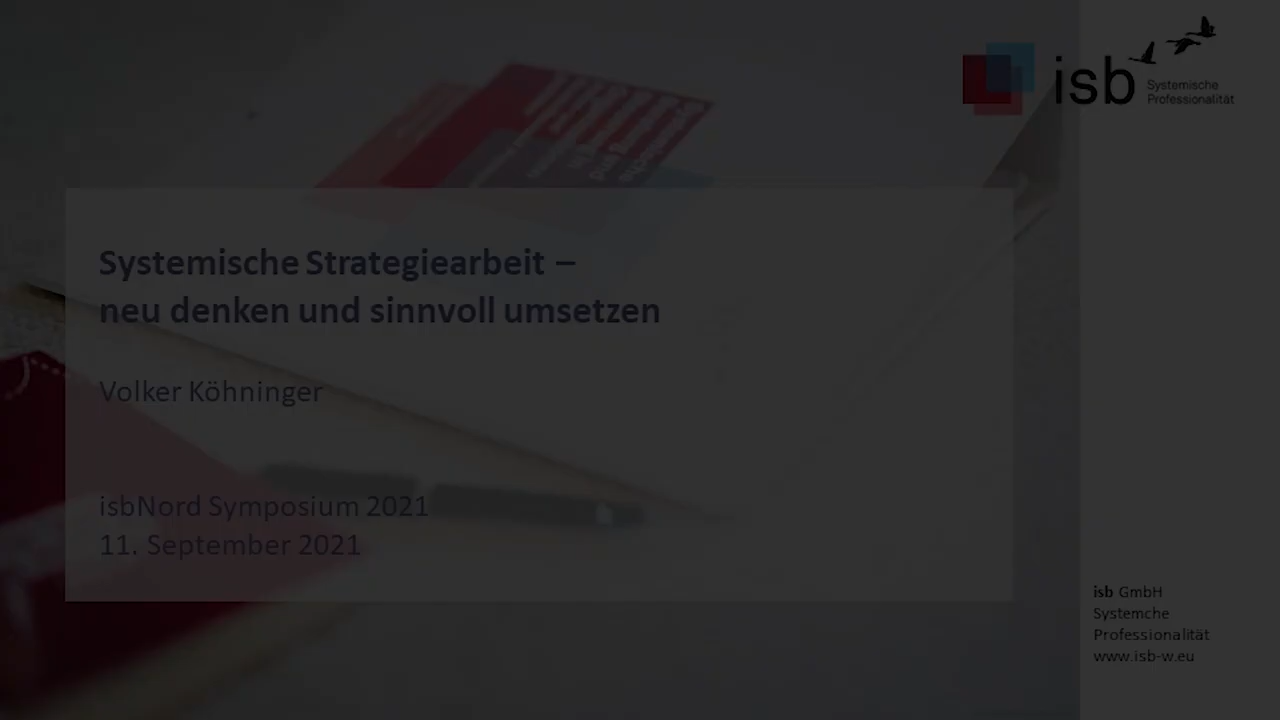 isb
Systemische
Professionalität
Systemische Strategiearbeit –
neu denken und sinnvoll umsetzen
Volker Köhninger
isbNord Symposium 2021
11. September 2021
isb GmbH
Systemche
Professionalität
www.isb-w.eu